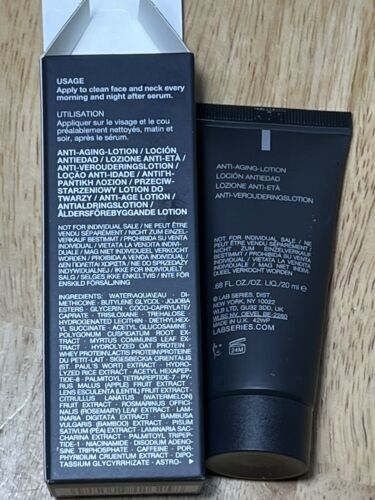 USAGE
Apply to clean face and neck every
morning and night after serum.
UTILISATION
Appliquer sur le visage et le cou
préalablement nettoyés, matin et
soir, après le sérum.
ANTI-AGING-LOTION / LOCIÓN
ANTIEDAD / LOZIONE ANTI-ETÀ /
ANTI-VEROUDERINGSLOTION /
LOÇÃO ANTI-IDADE / ΑΝΤΙΓΗ-
ΡΑΝΤΙΚΗ ΛΟΣΙΟΝ / PRZECIW-
STARZENIOWY LOTION DO
TWARZY / ANTI-AGE LOTION /
ANTIALDRINGSLOTION /
ÅLDERSFÖREBYGGANDE LOTION
NOT FOR INDIVIDUAL SALE / NE PEUT ÊTRE
VENDU SÉPARÉMENT / NICHT ZUM EINZEL-
VERKAUF BESTIMMT / PROHIBIDA SU VENTA
INDIVIDUAL / VIETATA LA VENDITA INDIVI-
DUALE / MAG NIET INDIVIDUEEL VERKOCHT
WORDEN / PROIBIDA A VENDA INDIVIDUAL /
ΔΕΝ ΠΩΛΕΙΤΑΙ ΧΩΡΙΣΤΑ / NIE DO SPRZEDAŻY
INDYWIDUALNEJ / IKKE FOR INDIVIDUELT
SALG / SELGES IKKE ENKELTVIS / INTE FÖR
ENSKILD FÖRSÄLJNING
INGREDIENTS: WATER\AQUA\EAU • DI-
METHICONE • BUTYLENE GLYCOL • JOJOBA
ESTERS • GLYCERIN • COCO-CAPRYLATE/
CAPRATE • TRISILOXANE • TREHALOSE
HYDROGENATED LECITHIN • DIETHYLHEX-
YL SUCCINATE • ACETYL GLUCOSAMINE •
POLYGONUM CUSPIDATUM ROOT EX-
TRACT • MYRTUS COMMUNIS LEAF EX-
TRACT • HYDROLYZED OAT PROTEIN •
WHEY PROTEIN\LACTIS PROTEIN\PROTÉINE
DU PETIT-LAIT • SIGESBECKIA ORIENTALIS
(ST. PAUL'S WORT) EXTRACT • HYDRO-
LYZED RICE EXTRACT • ACETYL HEXAPEP-
TIDE-8 • PALMITOYL TETRAPEPTIDE-7 • PY-
RUS MALUS (APPLE) FRUIT EXTRACT •
LENS ESCULENTA (LENTIL) FRUIT EXTRACT •
CITRULLUS LANATUS (WATERMELON)
FRUIT EXTRACT • ROSMARINUS OFFICI-
NALIS (ROSEMARY) LEAF EXTRACT • LAM-
INARIA DIGITATA EXTRACT • BAMBUSA
VULGARIS (BAMBOO) EXTRACT • PISUM
SATIVUM (PEA) EXTRACT • LAMINARIA SAC-
CHARINA EXTRACT • PALMITOYL TRIPEP-
TIDE-1 • NIACINAMIDE • DISODIUM ADENO-
SINE TRIPHOSPHATE • CAFFEINE • POR-
PHYRIDIUM CRUENTUM EXTRACT • DIPO-
TASSIUM GLYCYRRHIZATE • ASTRO-
ANTI-AGING-LOTION
LOCIÓN ANTIEDAD
LOZIONE ANTI-ETÀ
ANTI-VEROUDERINGSLOTION
NOT FOR INDIVIDUAL SALE / NE
PEUT ÊTRE VENDU SÉPARÉMENT /
NICHT ZUM EINZELVERKAUF
BESTIMMT / PROHIBIDA SU VENTA
INDIVIDUAL / VIETATA LA VENDITA
INDIVIDUALE / MAG NIET INDIVI-
DUEEL VERKOCHT WORDEN
.68 FL.OZ./OZ. LIQ./20 ml ℮
© LAB SERIES, DIST.
NEW YORK, N.Y. 10022
WLB LTD, GU32 3DU, UK
MADE IN U.K.
LABSERIES.COM
24M